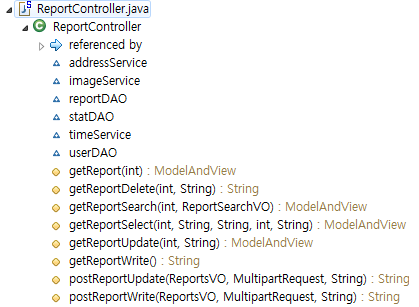 ReportController.java
ReportController
referenced by
addressService
imageService
reportDAO
statDAO
timeService
userDAO
getReport(int) : ModelAndView
getReportDelete(int, String) : String
getReportSearch(int, ReportSearchVO) : ModelAndView
getReportSelect(int, String, String, int, String) : ModelAndView
getReportUpdate(int, String) : ModelAndView
getReportWrite() : String
postReportUpdate(ReportsVO, MultipartRequest, String) : String
postReportWrite(ReportsVO, MultipartRequest, String) : String